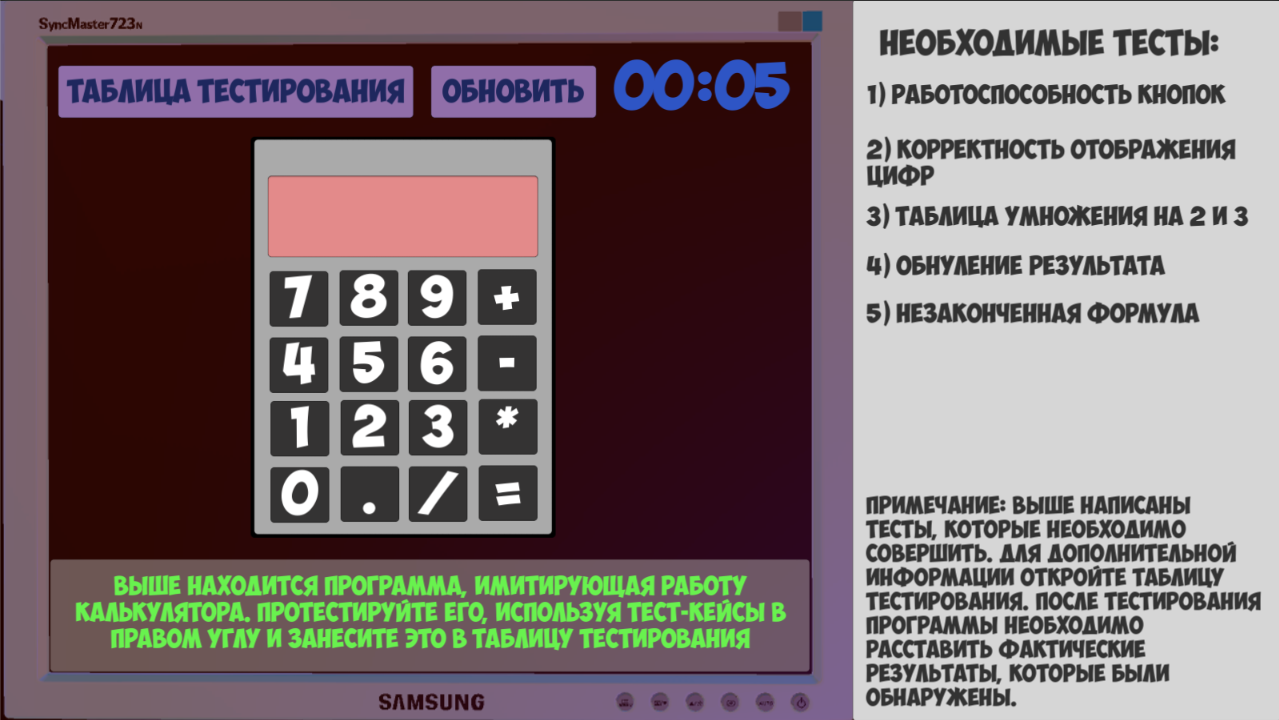 SyncMaster723N
ТАБЛИЦА ТЕСТИРОВАНИЯ
ОБНОВИТЬ
00:05
7 8 9 +
4 5 6 -
1 2 3 *
0 . / =
ВЫШЕ НАХОДИТСЯ ПРОГРАММА, ИМИТИРУЮЩАЯ РАБОТУ
КАЛЬКУЛЯТОРА. ПРОТЕСТИРУЙТЕ ЕГО, ИСПОЛЬЗУЯ ТЕСТ-КЕЙСЫ В
ПРАВОМ УГЛУ И ЗАНЕСИТЕ ЭТО В ТАБЛИЦУ ТЕСТИРОВАНИЯ
SAMSUNG
НЕОБХОДИМЫЕ ТЕСТЫ:
1) РАБОТОСПОСОБНОСТЬ КНОПОК
2) КОРРЕКТНОСТЬ ОТОБРАЖЕНИЯ
ЦИФР
3) ТАБЛИЦА УМНОЖЕНИЯ НА 2 И 3
4) ОБНУЛЕНИЕ РЕЗУЛЬТАТА
5) НЕЗАКОНЧЕННАЯ ФОРМУЛА
ПРИМЕЧАНИЕ: ВЫШЕ НАПИСАНЫ
ТЕСТЫ, КОТОРЫЕ НЕОБХОДИМО
СОВЕРШИТЬ. ДЛЯ ДОПОЛНИТЕЛЬНОЙ
ИНФОРМАЦИИ ОТКРОЙТЕ ТАБЛИЦУ
ТЕСТИРОВАНИЯ. ПОСЛЕ ТЕСТИРОВАНИЯ
ПРОГРАММЫ НЕОБХОДИМО
РАССТАВИТЬ ФАКТИЧЕСКИЕ
РЕЗУЛЬТАТЫ, КОТОРЫЕ БЫЛИ
ОБНАРУЖЕНЫ.